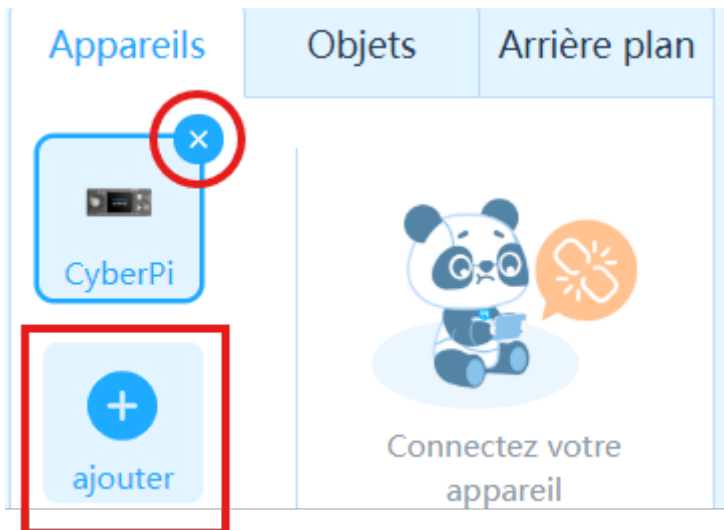 Appareils
Objets
Arrière plan
CyberPi
ajouter
Connectez votre
appareil